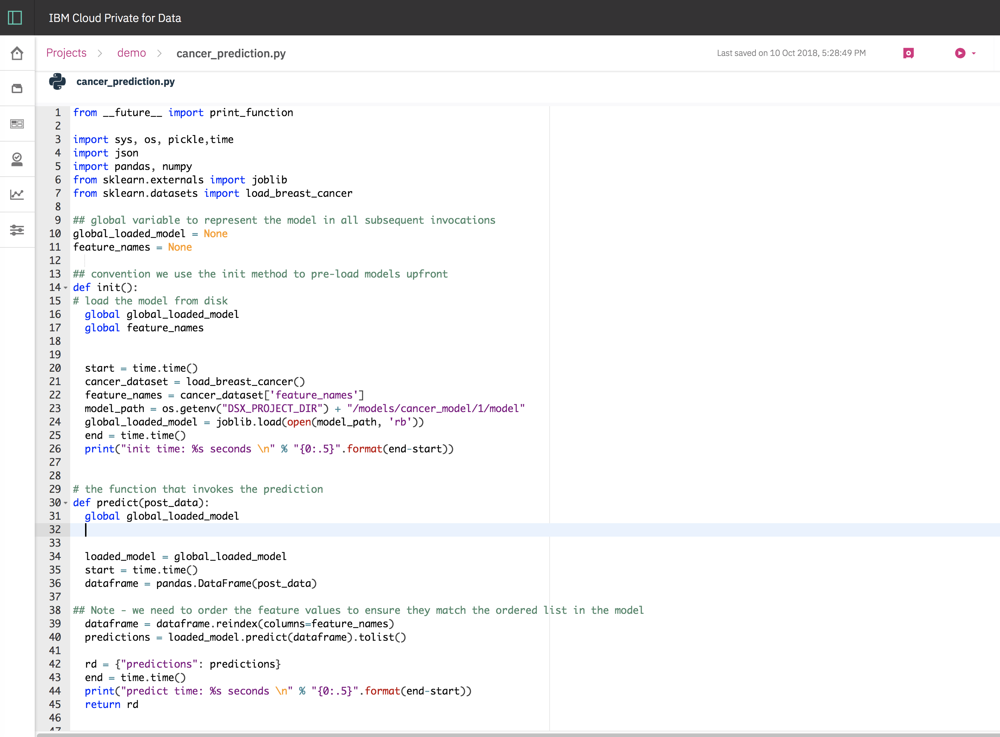 IBM Cloud Private for Data
Projects > demo > cancer_prediction.py Last saved on 10 Oct 2018, 5:28:49 PM
cancer_prediction.py
1 from __future__ import print_function
2
3 import sys, os, pickle,time
4 import json
5 import pandas, numpy
6 from sklearn.externals import joblib
7 from sklearn.datasets import load_breast_cancer
8
9 ## global variable to represent the model in all subsequent invocations
10 global_loaded_model = None
11 feature_names = None
12
13 ## convention we use the init method to pre-load models upfront
14 def init():
15 # load the model from disk
16   global global_loaded_model
17   global feature_names
18
19
20   start = time.time()
21   cancer_dataset = load_breast_cancer()
22   feature_names = cancer_dataset['feature_names']
23   model_path = os.getenv("DSX_PROJECT_DIR") + "/models/cancer_model/1/model"
24   global_loaded_model = joblib.load(open(model_path, 'rb'))
25   end = time.time()
26   print("init time: %s seconds \n" % "{0:.5}".format(end-start))
27
28
29 # the function that invokes the prediction
30 def predict(post_data):
31   global global_loaded_model
32
33
34   loaded_model = global_loaded_model
35   start = time.time()
36   dataframe = pandas.DataFrame(post_data)
37
38 ## Note - we need to order the feature values to ensure they match the ordered list in the model
39   dataframe = dataframe.reindex(columns=feature_names)
40   predictions = loaded_model.predict(dataframe).tolist()
41
42   rd = {"predictions": predictions}
43   end = time.time()
44   print("predict time: %s seconds \n" % "{0:.5}".format(end-start))
45   return rd
46
47